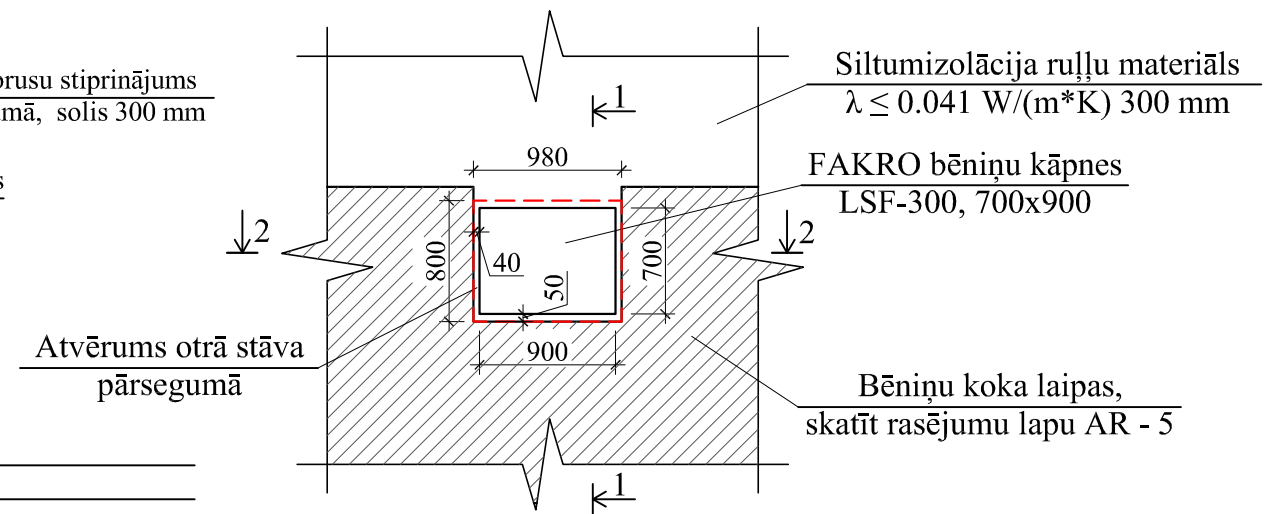 stiprinājums
solis 300 mm
Siltumizolācija ruļļu materiāls
λ ≤ 0.041 W/(m*K) 300 mm
1
980
FAKRO bēniņu kāpnes
LSF-300, 700x900
2
2
800
40
50
700
Atvērums otrā stāva
pārsegumā
900
Bēniņu koka laipas,
skatīt rasējumu lapu AR - 5
1